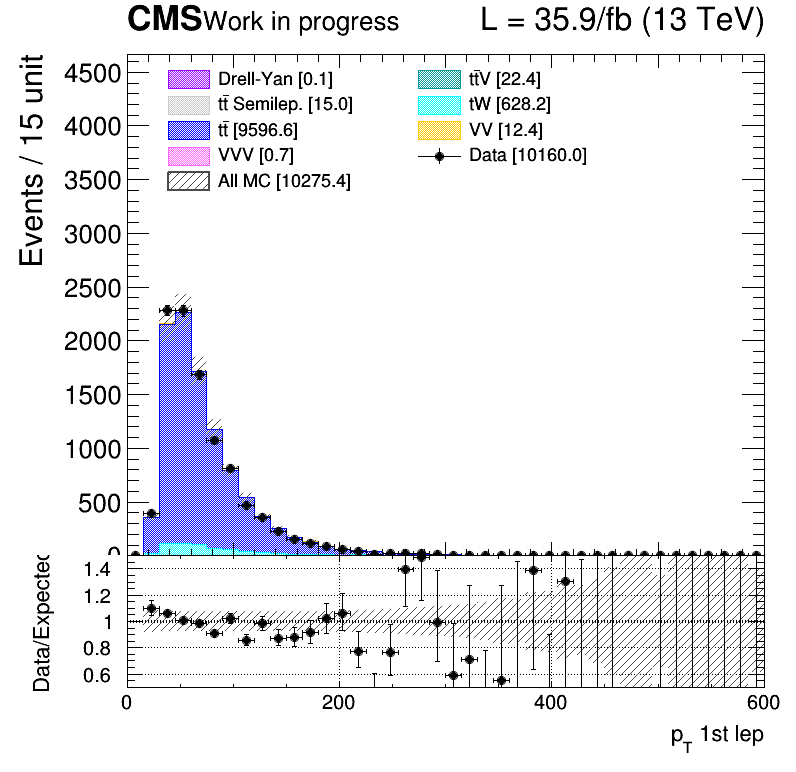 CMS Work in progress L = 35.9/fb (13 TeV)
Events / 15 unit
4500
4000
3500
3000
2500
2000
1500
1000
500
0
Drell-Yan [0.1]
tt̄ Semilep. [15.0]
tt̄ [9596.6]
VVV [0.7]
All MC [10275.4]
tt̄V [22.4]
tW [628.2]
VV [12.4]
Data [10160.0]
Data/Expected
1.4
1.2
1
0.8
0.6
0 200 400 600
p_T 1st lep